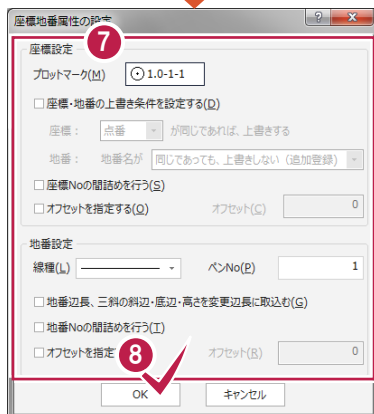 座標地番属性の設定
7
座標設定
プロットマーク(M) 1.0-1-1
座標・地番の上書き条件を設定する(D)
座標： 点番 が同じであれば、上書きする
地番： 地番名が 同じであっても、上書きしない（追加登録）
座標Noの間詰めを行う(S)
オフセットを指定する(O) オフセット(C) 0
地番設定
線種(L) ペンNo(P) 1
地番辺長、三斜の斜辺・底辺・高さを変更辺長に取込む(G)
地番Noの間詰めを行う(T)
オフセットを指定 オフセット(R) 0
8
OK キャンセル